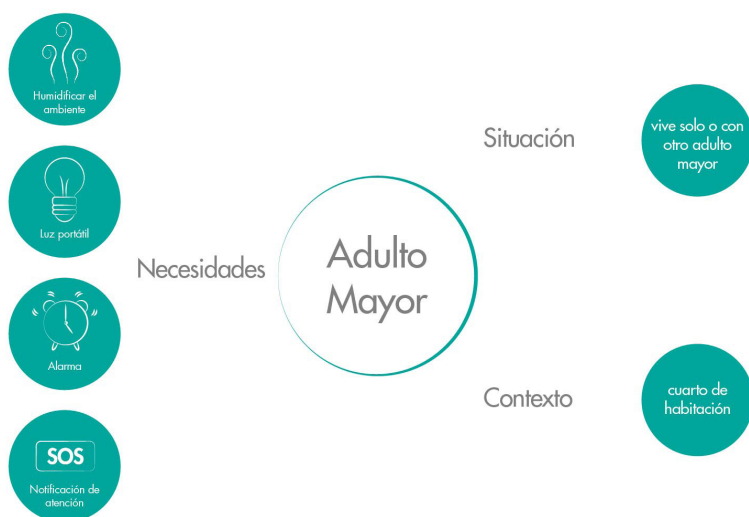 Humidificar el
ambiente
Luz portátil
Alarma
SOS
Notificación de
atención
Necesidades
Adulto
Mayor
Situación
vive solo o con
otro adulto
mayor
Contexto
cuarto de
habitación